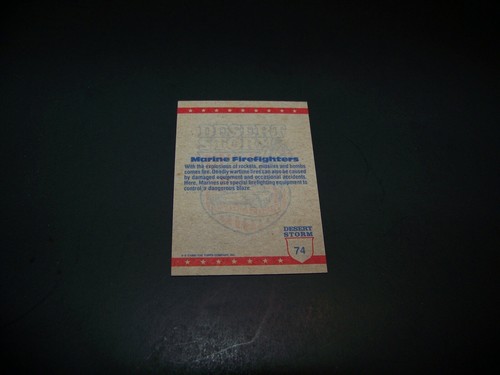 DESERT
STORM
Marine Firefighters
With the explosions of rockets, missiles and bombs
comes fire. Deadly wartime fires can also be caused
by damaged equipment and occasional accidents.
Here, Marines use special firefighting equipment to
control a dangerous blaze.
DESERT
STORM
74